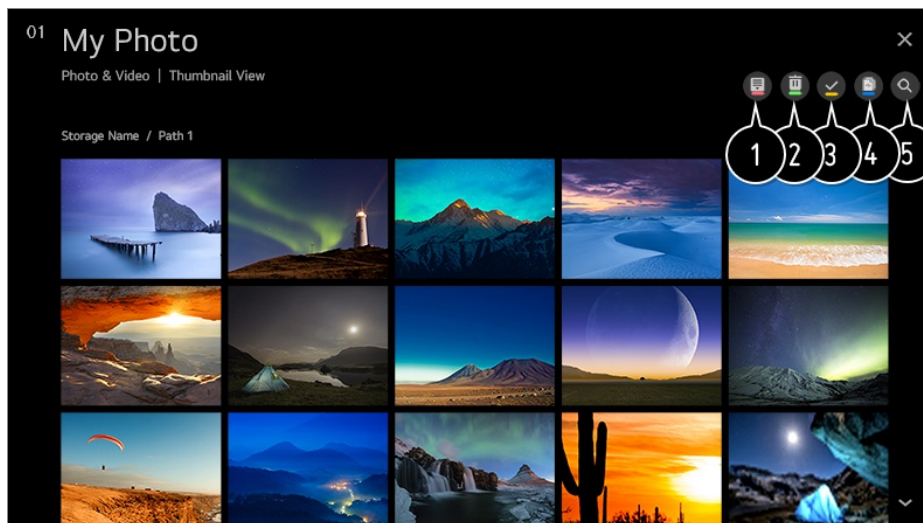 01
My Photo
Photo & Video | Thumbnail View
Storage Name / Path 1
1 2 3 4 5